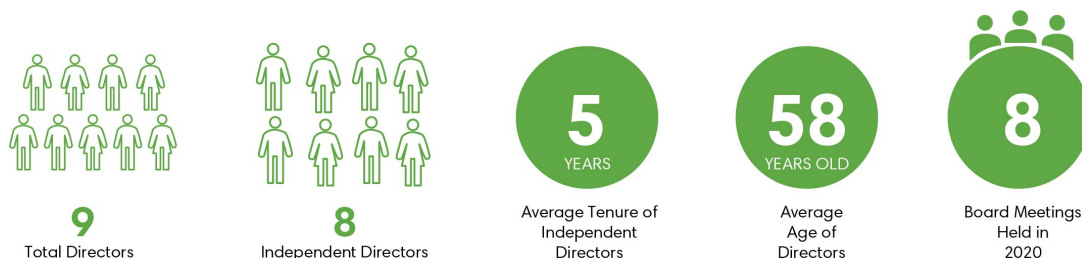 9
Total Directors
8
Independent Directors
5
YEARS
Average Tenure of
Independent
Directors
58
YEARS OLD
Average
Age of
Directors
8
Board Meetings
Held in
2020